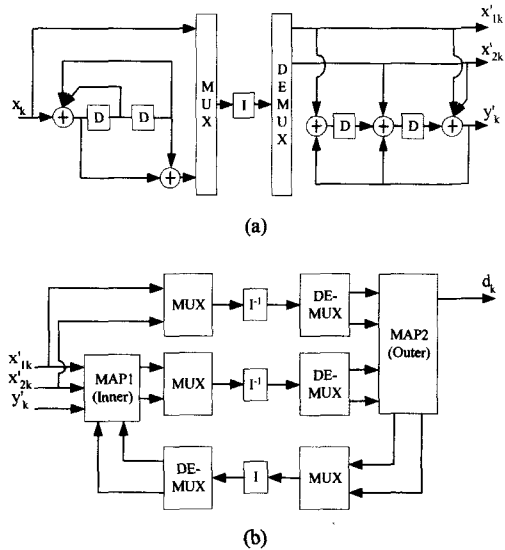 x'1k
x'2k
y'k
xk
D
D
M
U
X
I
D
E
M
U
X
D
D
(a)
MUX
I-1
DE-
MUX
dk
x'1k
x'2k
y'k
MAP1
(Inner)
MUX
I-1
DE-
MUX
MAP2
(Outer)
DE-
MUX
I
MUX
(b)